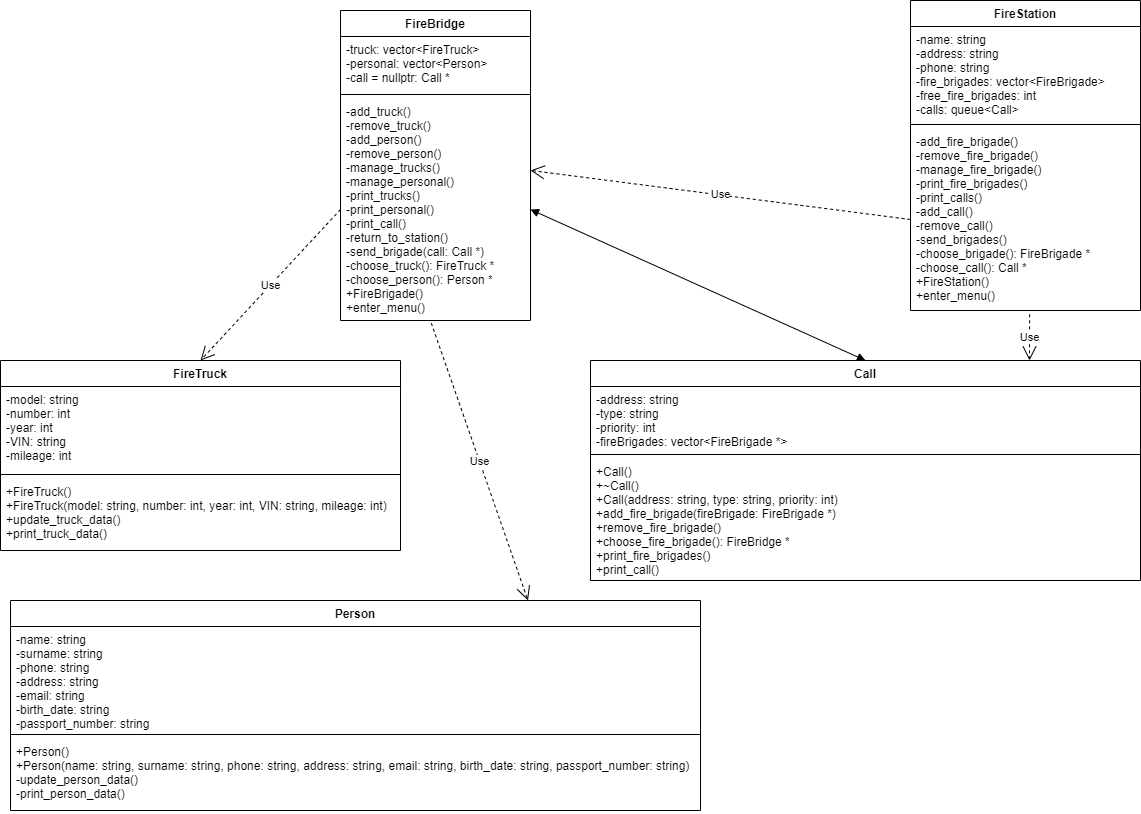 FireBridge
-truck: vector<FireTruck>
-personal: vector<Person>
-call = nullptr: Call *
-add_truck()
-remove_truck()
-add_person()
-remove_person()
-manage_trucks()
-manage_personal()
-print_trucks()
-print_personal()
-print_call()
-return_to_station()
-send_brigade(call: Call *)
-choose_truck(): FireTruck *
-choose_person(): Person *
+FireBrigade()
+enter_menu()
FireStation
-name: string
-address: string
-phone: string
-fire_brigades: vector<FireBrigade>
-free_fire_brigades: int
-calls: queue<Call>
-add_fire_brigade()
-remove_fire_brigade()
-manage_fire_brigade()
-print_fire_brigades()
-print_calls()
-add_call()
-remove_call()
-send_brigades()
-choose_brigade(): FireBrigade *
-choose_call(): Call *
+FireStation()
+enter_menu()
Use
Use
Use
Use
FireTruck
-model: string
-number: int
-year: int
-VIN: string
-mileage: int
+FireTruck()
+FireTruck(model: string, number: int, year: int, VIN: string, mileage: int)
+update_truck_data()
+print_truck_data()
Call
-address: string
-type: string
-priority: int
-fireBrigades: vector<FireBrigade *>
+Call()
+~Call()
+Call(address: string, type: string, priority: int)
+add_fire_brigade(fireBrigade: FireBrigade *)
+remove_fire_brigade()
+choose_fire_brigade(): FireBridge *
+print_fire_brigades()
+print_call()
Person
-name: string
-surname: string
-phone: string
-address: string
-email: string
-birth_date: string
-passport_number: string
+Person()
+Person(name: string, surname: string, phone: string, address: string, email: string, birth_date: string, passport_number: string)
-update_person_data()
-print_person_data()